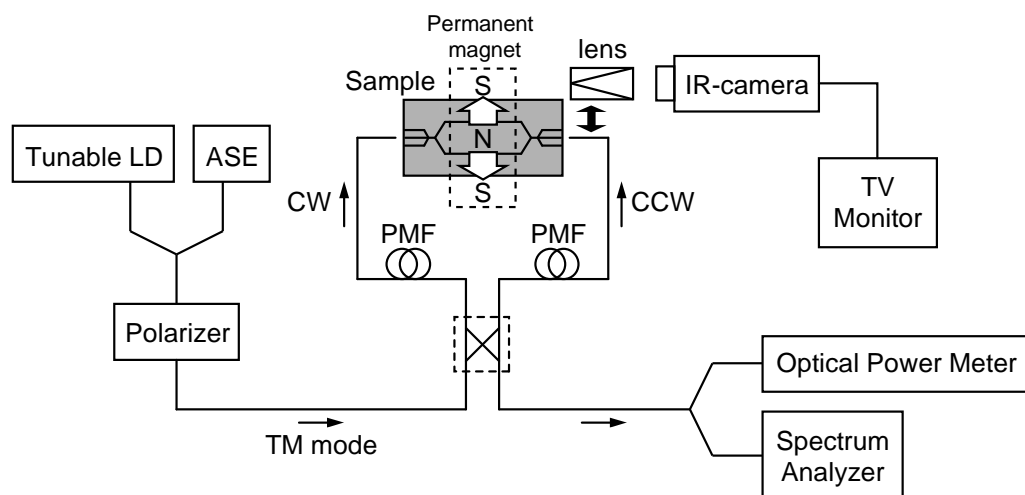 Permanent
magnet
lens
Sample
S
IR-camera
N
Tunable LD
ASE
S
TV
Monitor
CW
CCW
PMF
PMF
Polarizer
Optical Power Meter
TM mode
Spectrum
Analyzer